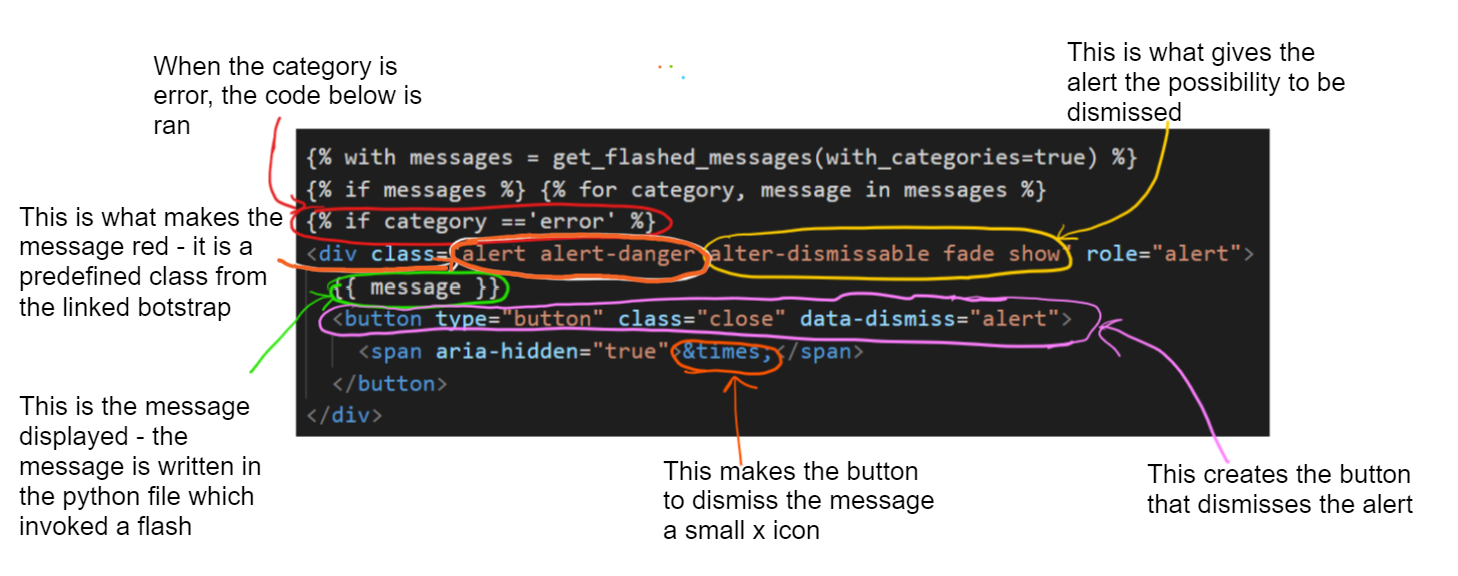 When the category is
error, the code below is
ran
This is what gives the
alert the possibility to be
dismissed
{% with messages = get_flashed_messages(with_categories=true) %}
{% if messages %} {% for category, message in messages %}
{% if category =='error' %}
<div class="alert alert-danger alter-dismissable fade show" role="alert">
{{ message }}
<button type="button" class="close" data-dismiss="alert">
<span aria-hidden="true">&times;</span>
</button>
</div>
This is what makes the
message red - it is a
predefined class from
the linked botstrap
This is the message
displayed - the
message is written in
the python file which
invoked a flash
This makes the button
to dismiss the message
a small x icon
This creates the button
that dismisses the alert